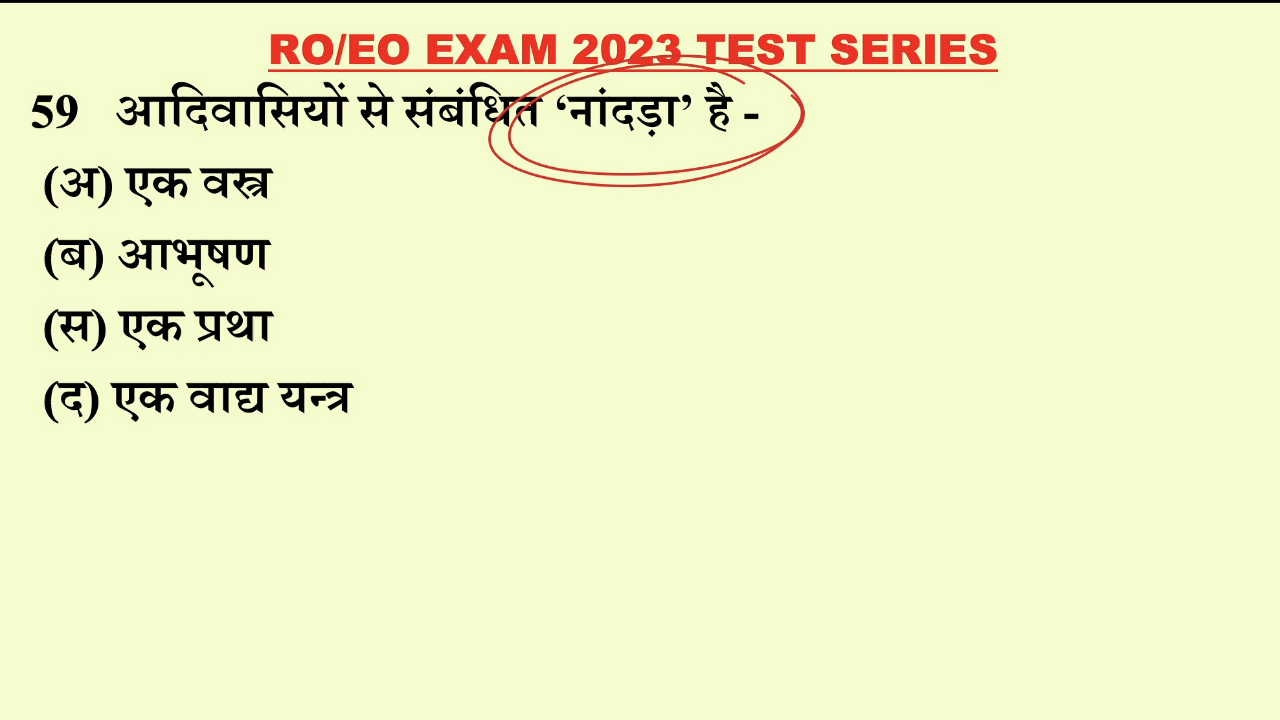 RO/EO EXAM 2023 TEST SERIES
59 आदिवासियों से संबंधित ‘नांदड़ा’ है -
(अ) एक वस्त्र
(ब) आभूषण
(स) एक प्रथा
(द) एक वाद्य यन्त्र